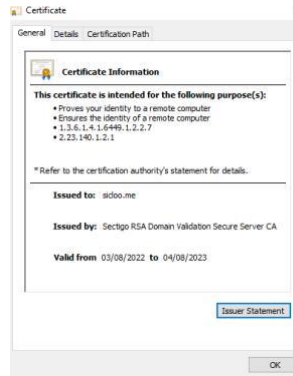 Certificate
General Details Certification Path
Certificate Information
This certificate is intended for the following purpose(s):
• Proves your identity to a remote computer
• Ensures the identity of a remote computer
• 1.3.6.1.4.1.6449.1.2.2.7
• 2.23.140.1.2.1
* Refer to the certification authority's statement for details.
Issued to: sidoo.me
Issued by: Sectigo RSA Domain Validation Secure Server CA
Valid from 03/08/2022 to 04/08/2023
Issuer Statement
OK